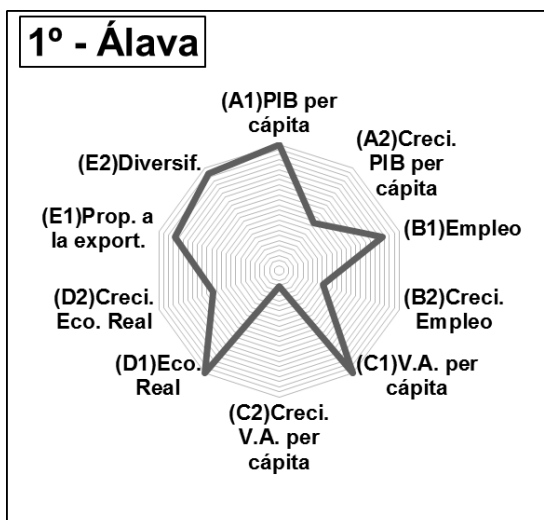 1º - Álava
(A1)PIB per
cápita
(A2)Creci.
PIB per
cápita
(B1)Empleo
(B2)Creci.
Empleo
(C1)V.A. per
cápita
(C2)Creci.
V.A. per
cápita
(D1)Eco.
Real
(D2)Creci.
Eco. Real
(E1)Prop. a
la export.
(E2)Diversif.